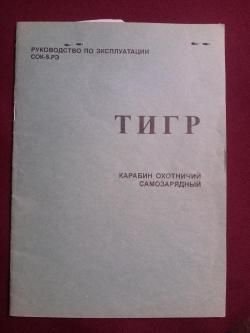 РУКОВОДСТВО ПО ЭКСПЛУАТАЦИИ
СОК-5.РЭ
ТИГР
КАРАБИН ОХОТНИЧИЙ
САМОЗАРЯДНЫЙ